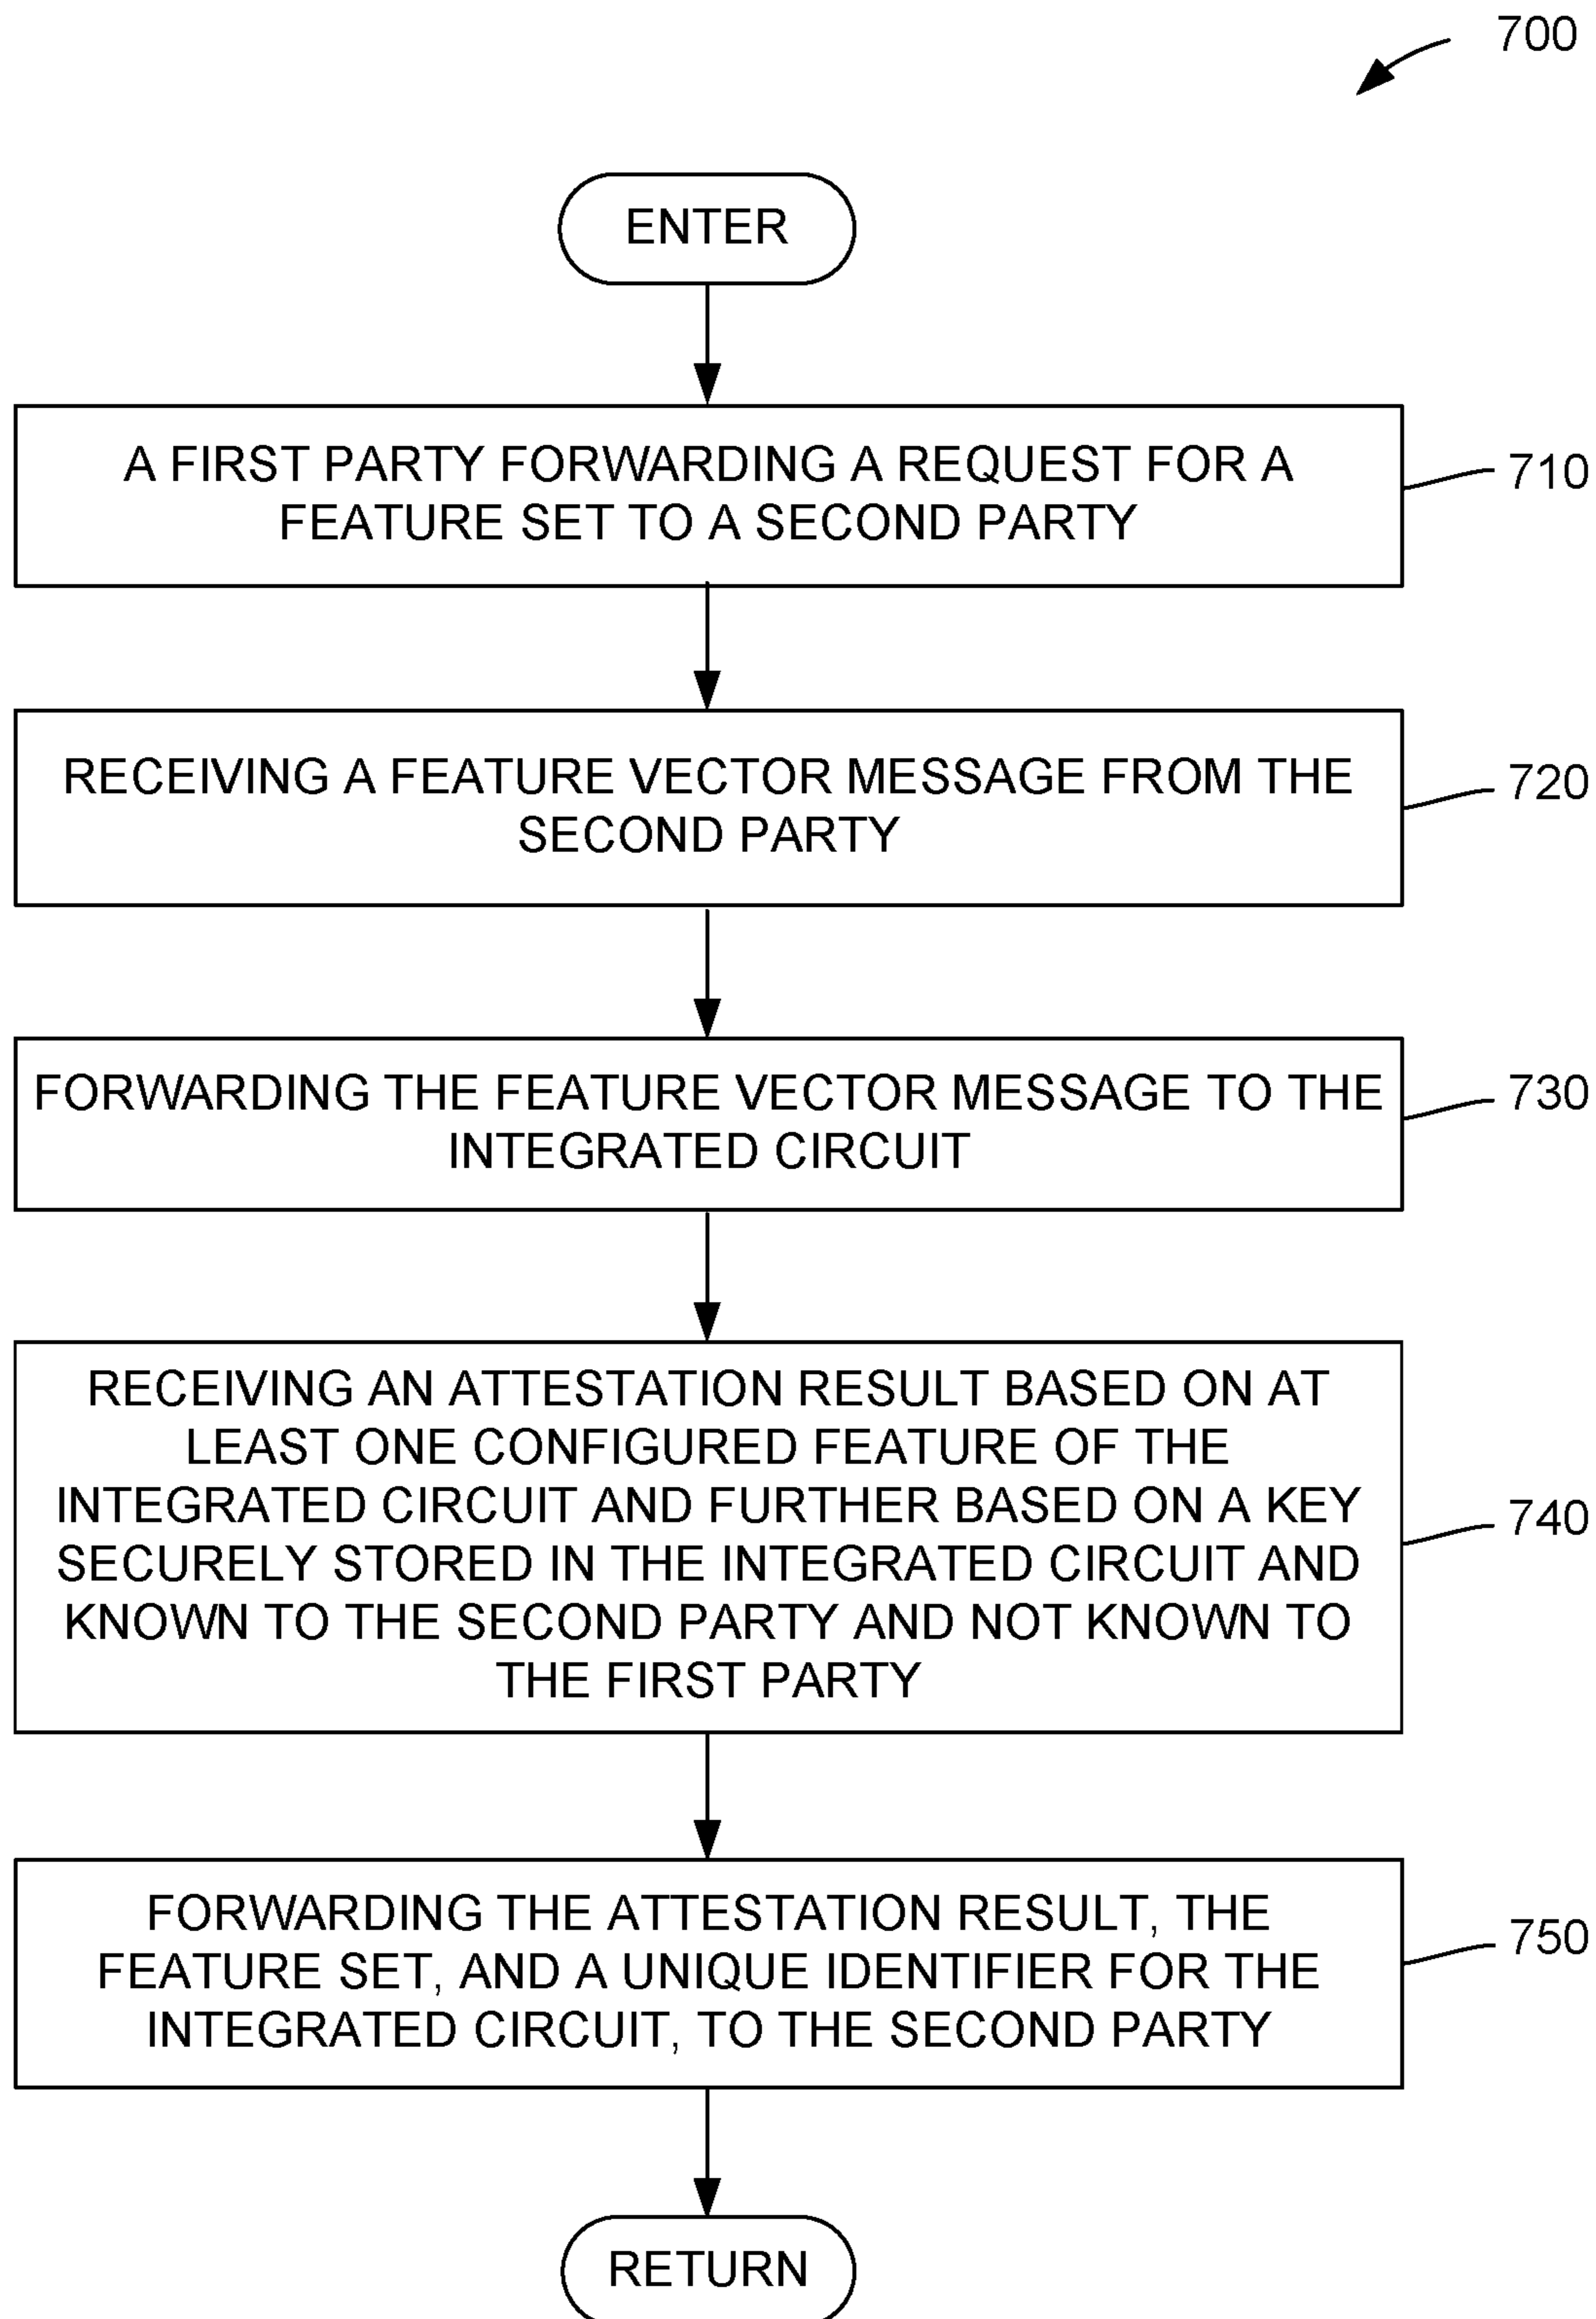 700
ENTER
A FIRST PARTY FORWARDING A REQUEST FOR A
FEATURE SET TO A SECOND PARTY
710
RECEIVING A FEATURE VECTOR MESSAGE FROM THE
SECOND PARTY
720
FORWARDING THE FEATURE VECTOR MESSAGE TO THE
INTEGRATED CIRCUIT
730
RECEIVING AN ATTESTATION RESULT BASED ON AT
LEAST ONE CONFIGURED FEATURE OF THE
INTEGRATED CIRCUIT AND FURTHER BASED ON A KEY
SECURELY STORED IN THE INTEGRATED CIRCUIT AND
KNOWN TO THE SECOND PARTY AND NOT KNOWN TO
THE FIRST PARTY
740
FORWARDING THE ATTESTATION RESULT, THE
FEATURE SET, AND A UNIQUE IDENTIFIER FOR THE
INTEGRATED CIRCUIT, TO THE SECOND PARTY
750
RETURN